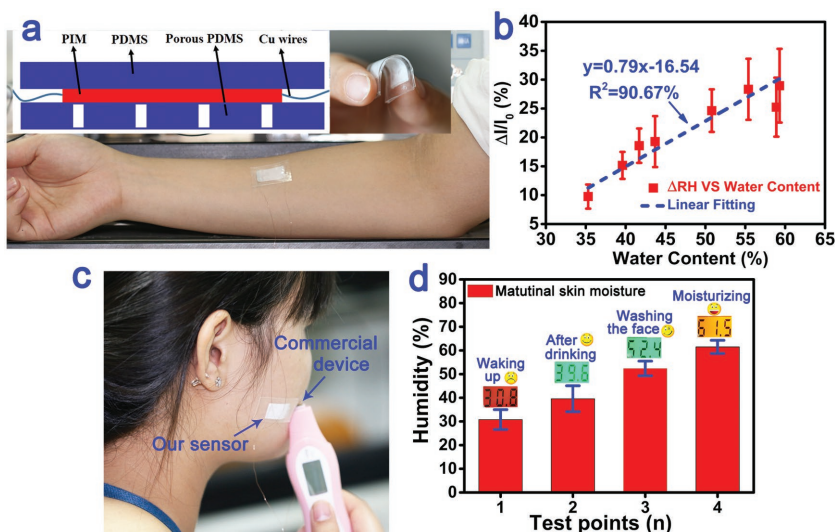 a
PIM
PDMS
Porous PDMS
Cu wires
b
ΔI/I₀ (%)
40
35
30
25
20
15
10
5
y=0.79x-16.54
R²=90.67%
ΔRH VS Water Content
Linear Fitting
30 35 40 45 50 55 60 65
Water Content (%)
c
Commercial
device
Our sensor
d
Humidity (%)
90
80
70
60
50
40
30
20
10
0
Matutinal skin moisture
Waking
up
30.8
After
drinking
39.6
Washing
the face
52.4
Moisturizing
61.5
1 2 3 4
Test points (n)